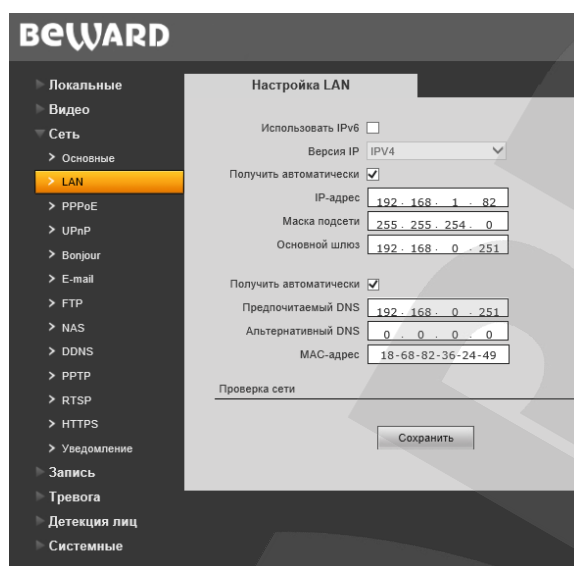 BEWARD
Локальные
Видео
Сеть
Основные
LAN
PPPoE
UPnP
Bonjour
E-mail
FTP
NAS
DDNS
PPTP
RTSP
HTTPS
Уведомление
Запись
Тревога
Детекция лиц
Системные
Настройка LAN
Использовать IPv6
Версия IP IPV4
Получить автоматически
IP-адрес 192 . 168 . 1 . 82
Маска подсети 255 . 255 . 254 . 0
Основной шлюз 192 . 168 . 0 . 251
Получить автоматически
Предпочитаемый DNS 192 . 168 . 0 . 251
Альтернативный DNS 0 . 0 . 0 . 0
MAC-адрес 18-68-82-36-24-49
Проверка сети
Сохранить